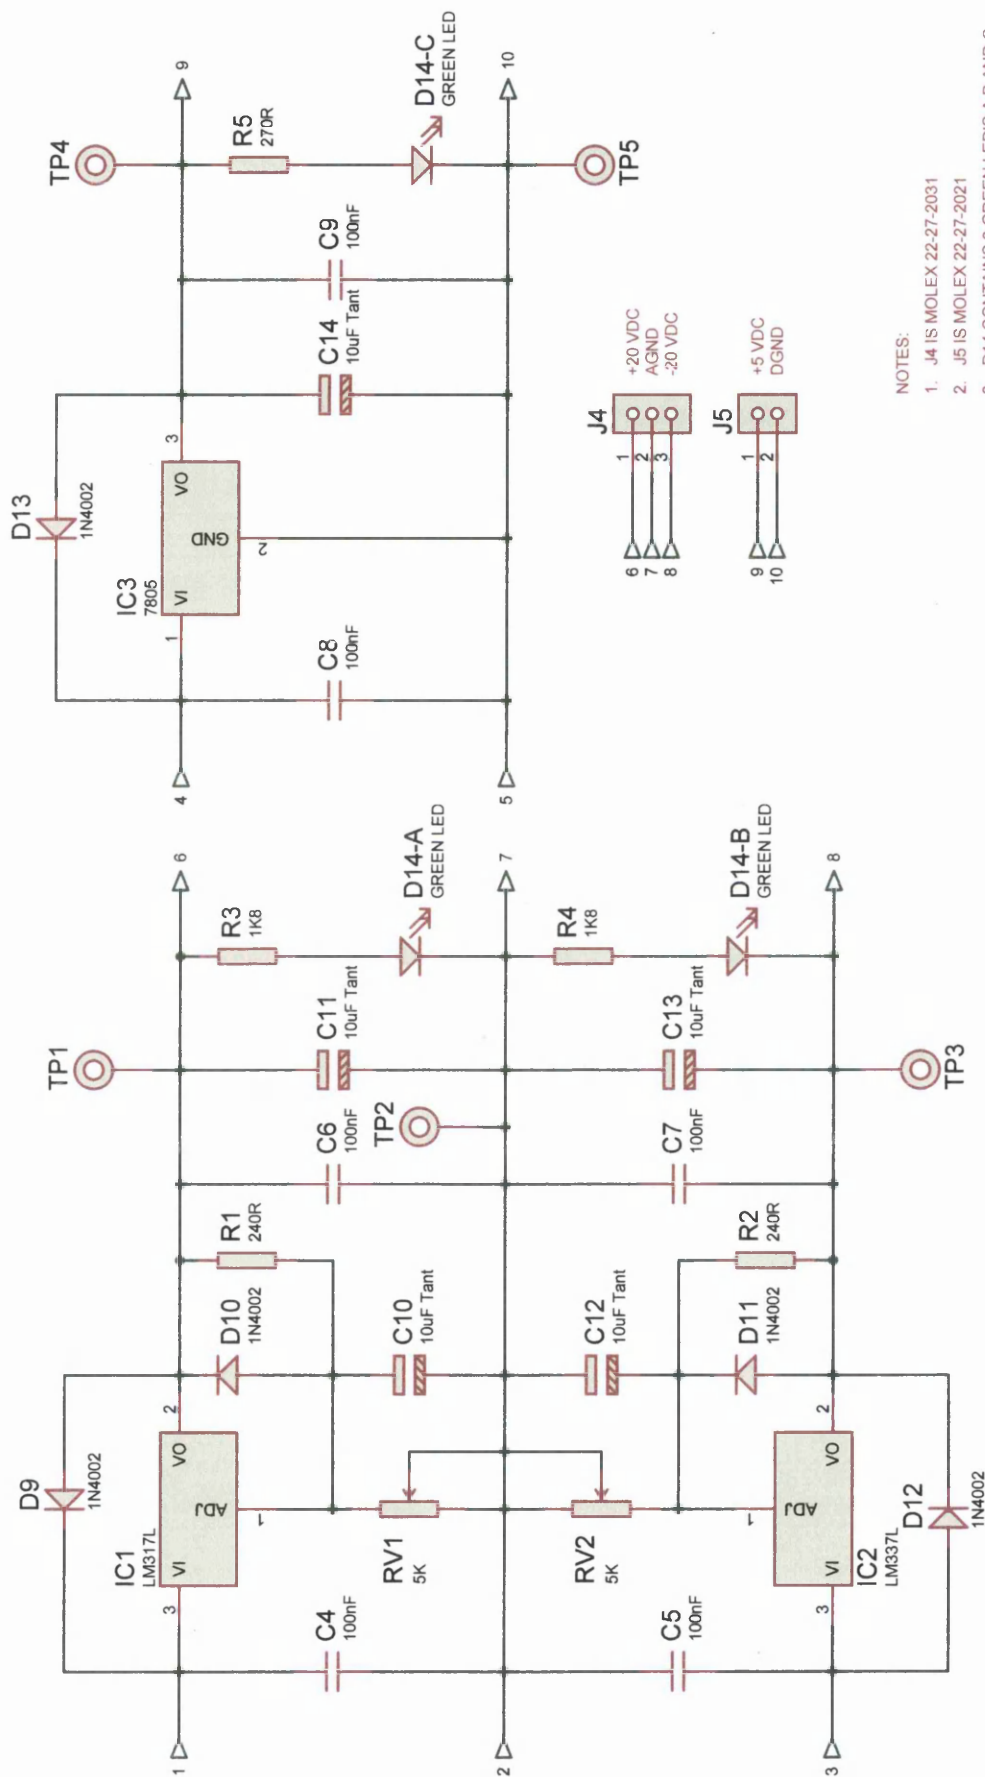 D9
1N4002
IC1
LM317L
VI
VO
ADJ
3
2
1
1
D10
1N4002
R1
240R
TP1
6
R3
1K8
C4
100nF
RV1
5K
C10
10uF Tant
C6
100nF
TP2
C11
10uF Tant
D14-A
GREEN LED
2
7
C5
100nF
RV2
5K
C12
10uF Tant
C7
100nF
C13
10uF Tant
R4
1K8
D11
1N4002
R2
240R
D14-B
GREEN LED
1
ADJ
VI
VO
IC2
LM337L
3
2
3
8
D12
1N4002
TP3
D13
1N4002
IC3
7805
VI
VO
GND
1
3
2
4
TP4
9
R5
270R
C8
100nF
C14
10uF Tant
C9
100nF
D14-C
GREEN LED
5
10
TP5
J4
6 1 +20 VDC
7 2 AGND
8 3 -20 VDC
J5
9 1 +5 VDC
10 2 DGND
NOTES:
1. J4 IS MOLEX 22-27-2031
2. J5 IS MOLEX 22-27-2021
3. D14 CONTAINS 3 GREEN LED'S A,B AND C